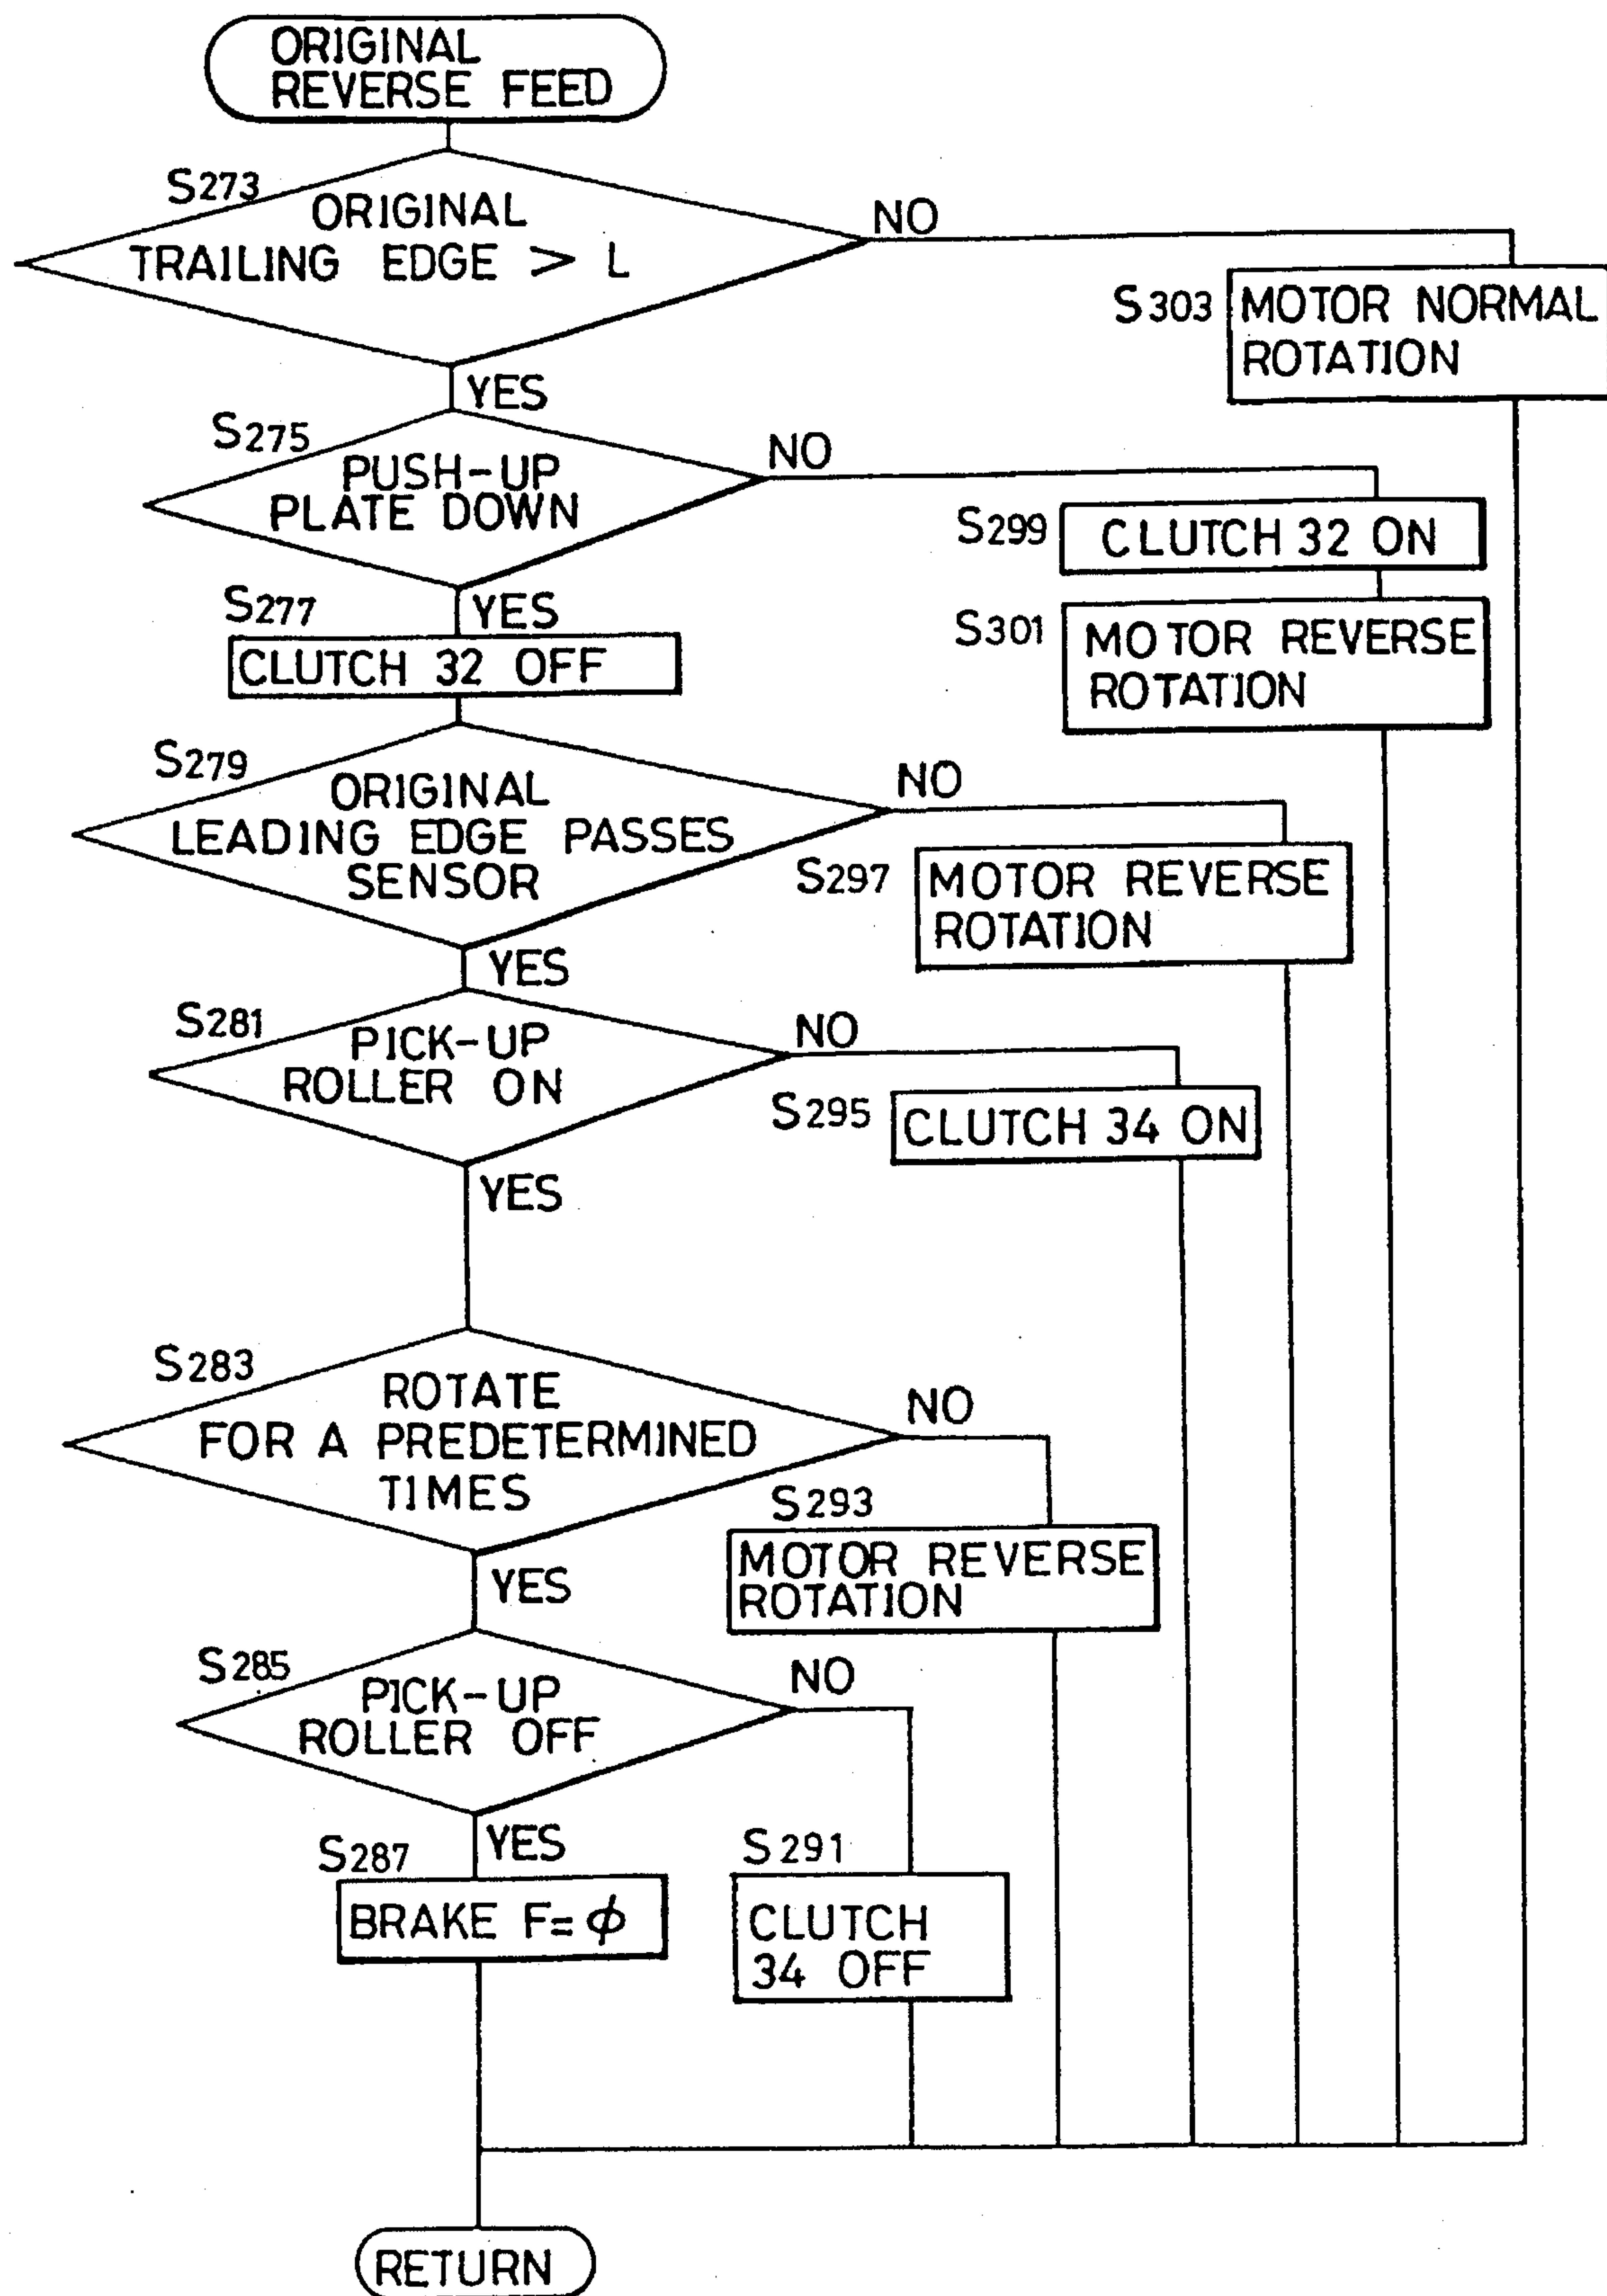 ORIGINAL
REVERSE FEED
S273
ORIGINAL
TRAILING EDGE > L
NO
S303
MOTOR NORMAL
ROTATION
YES
S275
PUSH-UP
PLATE DOWN
NO
S299
CLUTCH 32 ON
S301
MOTOR REVERSE
ROTATION
YES
S277
CLUTCH 32 OFF
S279
ORIGINAL
LEADING EDGE PASSES
SENSOR
NO
S297
MOTOR REVERSE
ROTATION
YES
S281
PICK-UP
ROLLER ON
NO
S295
CLUTCH 34 ON
YES
S283
ROTATE
FOR A PREDETERMINED
TIMES
NO
S293
MOTOR REVERSE
ROTATION
YES
S285
PICK-UP
ROLLER OFF
NO
S291
CLUTCH
34 OFF
YES
S287
BRAKE F=ϕ
RETURN